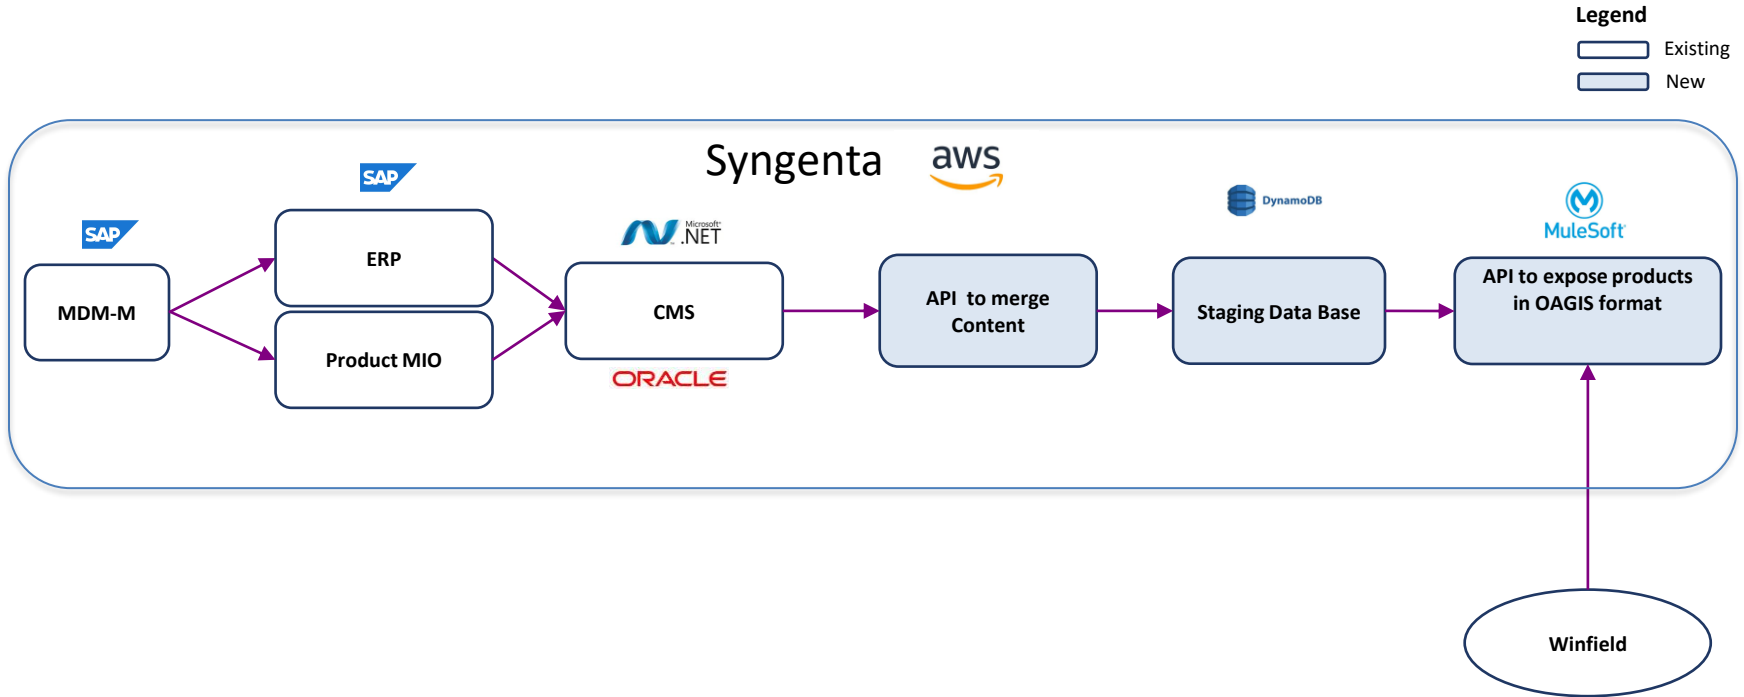 Legend
Existing
New
Syngenta
aws
SAP
SAP
Microsoft
.NET
DynamoDB
MuleSoft
MDM-M
ERP
Product MIO
CMS
ORACLE
API  to merge
Content
Staging Data Base
API to expose products
in OAGIS format
Winfield